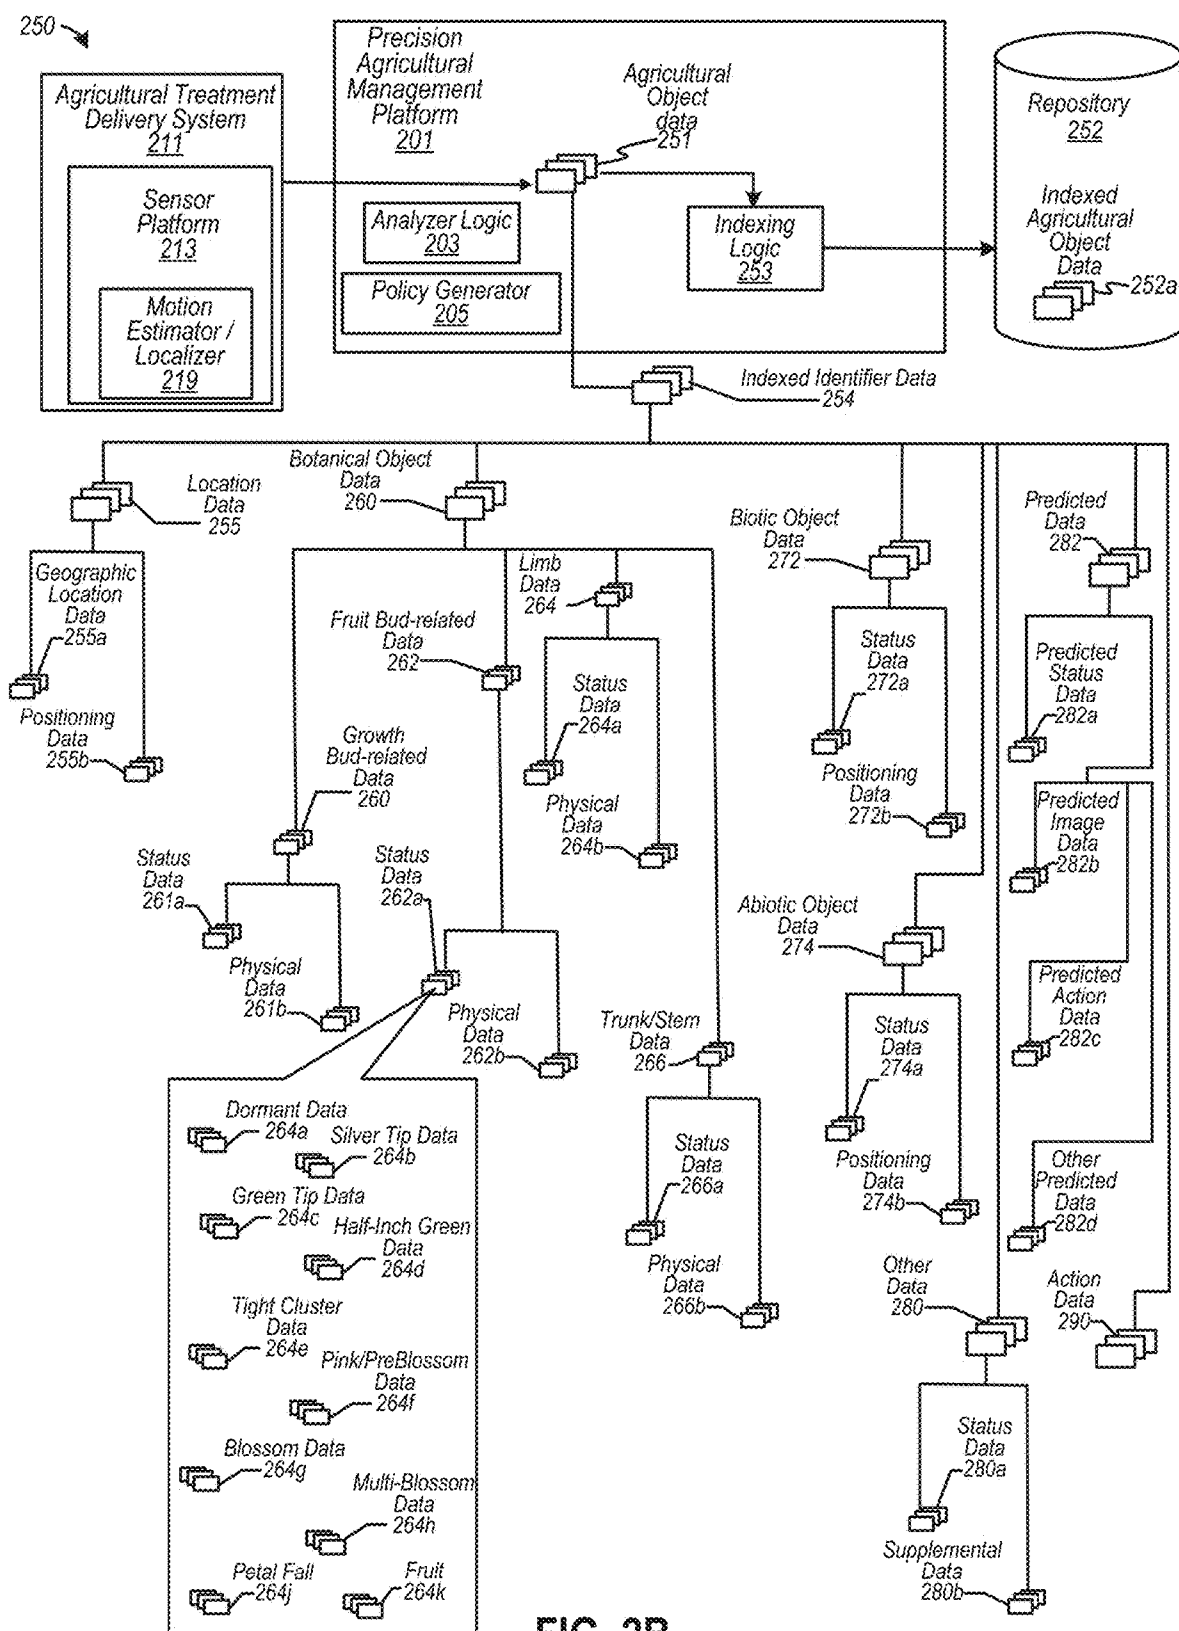 250
Agricultural Treatment
Delivery System
211
Sensor
Platform
213
Motion
Estimator /
Localizer
219
Precision
Agricultural
Management
Platform
201
Agricultural
Object
data
251
Analyzer Logic
203
Policy Generator
205
Indexing
Logic
253
Repository
252
Indexed
Agricultural
Object
Data
252a
Indexed Identifier Data
254
Location
Data
255
Geographic
Location
Data
255a
Positioning
Data
255b
Botanical Object
Data
260
Growth
Bud-related
Data
260
Status
Data
261a
Physical
Data
261b
Fruit Bud-related
Data
262
Status
Data
262a
Physical
Data
262b
Limb
Data
264
Status
Data
264a
Physical
Data
264b
Trunk/Stem
Data
266
Status
Data
266a
Physical
Data
266b
Dormant Data
264a
Silver Tip Data
264b
Green Tip Data
264c
Half-Inch Green
Data
264d
Tight Cluster
Data
264e
Pink/PreBlossom
Data
264f
Blossom Data
264g
Multi-Blossom
Data
264h
Petal Fall
264j
Fruit
264k
Biotic Object
Data
272
Status
Data
272a
Positioning
Data
272b
Abiotic Object
Data
274
Status
Data
274a
Positioning
Data
274b
Other
Data
280
Status
Data
280a
Supplemental
Data
280b
Predicted
Data
282
Predicted
Status
Data
282a
Predicted
Image
Data
282b
Predicted
Action
Data
282c
Other
Predicted
Data
282d
Action
Data
290